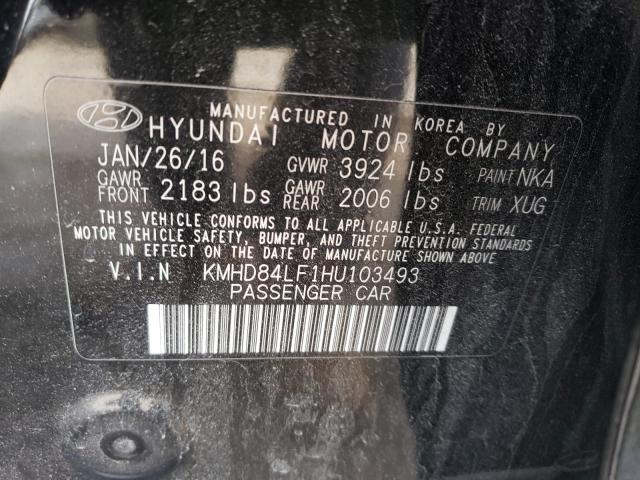 MANUFACTURED IN KOREA BY
HYUNDAI MOTOR COMPANY
JAN/26/16 GVWR 3924 lbs PAINT NKA
GAWR FRONT 2183 lbs GAWR REAR 2006 lbs TRIM XUG
THIS VEHICLE CONFORMS TO ALL APPLICABLE U.S.A. FEDERAL
MOTOR VEHICLE SAFETY, BUMPER, AND THEFT PREVENTION STANDARDS
IN EFFECT ON THE DATE OF MANUFACTURE SHOWN ABOVE
V.I.N KMHD84LF1HU103493
PASSENGER CAR